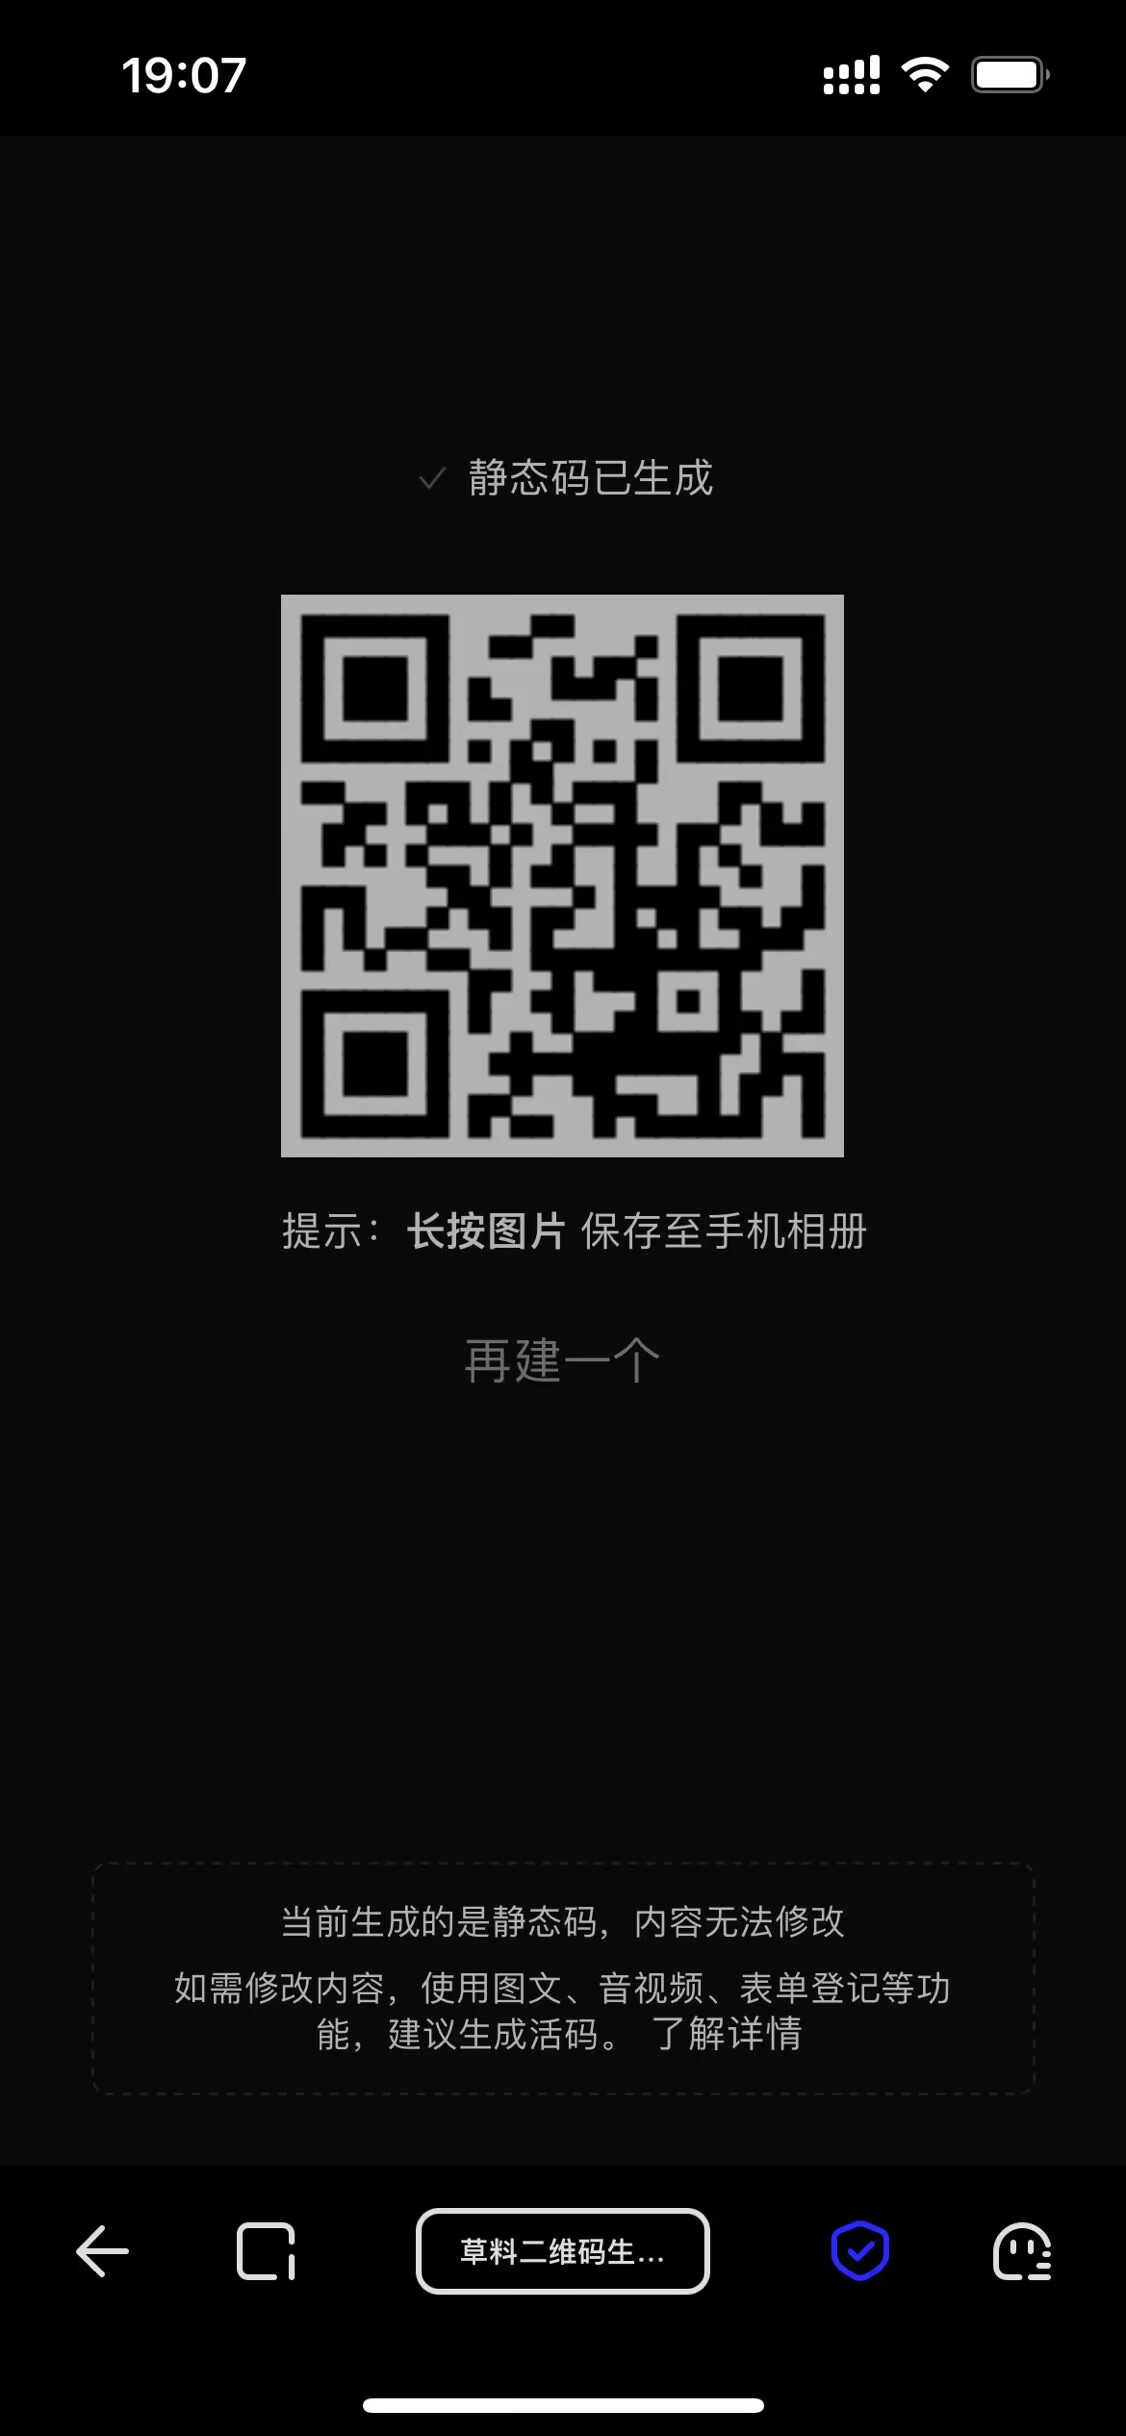 19:07
静态码已生成
提示：长按图片 保存至手机相册
再建一个
当前生成的是静态码，内容无法修改
如需修改内容，使用图文、音视频、表单登记等功
能，建议生成活码。 了解详情
草料二维码生...